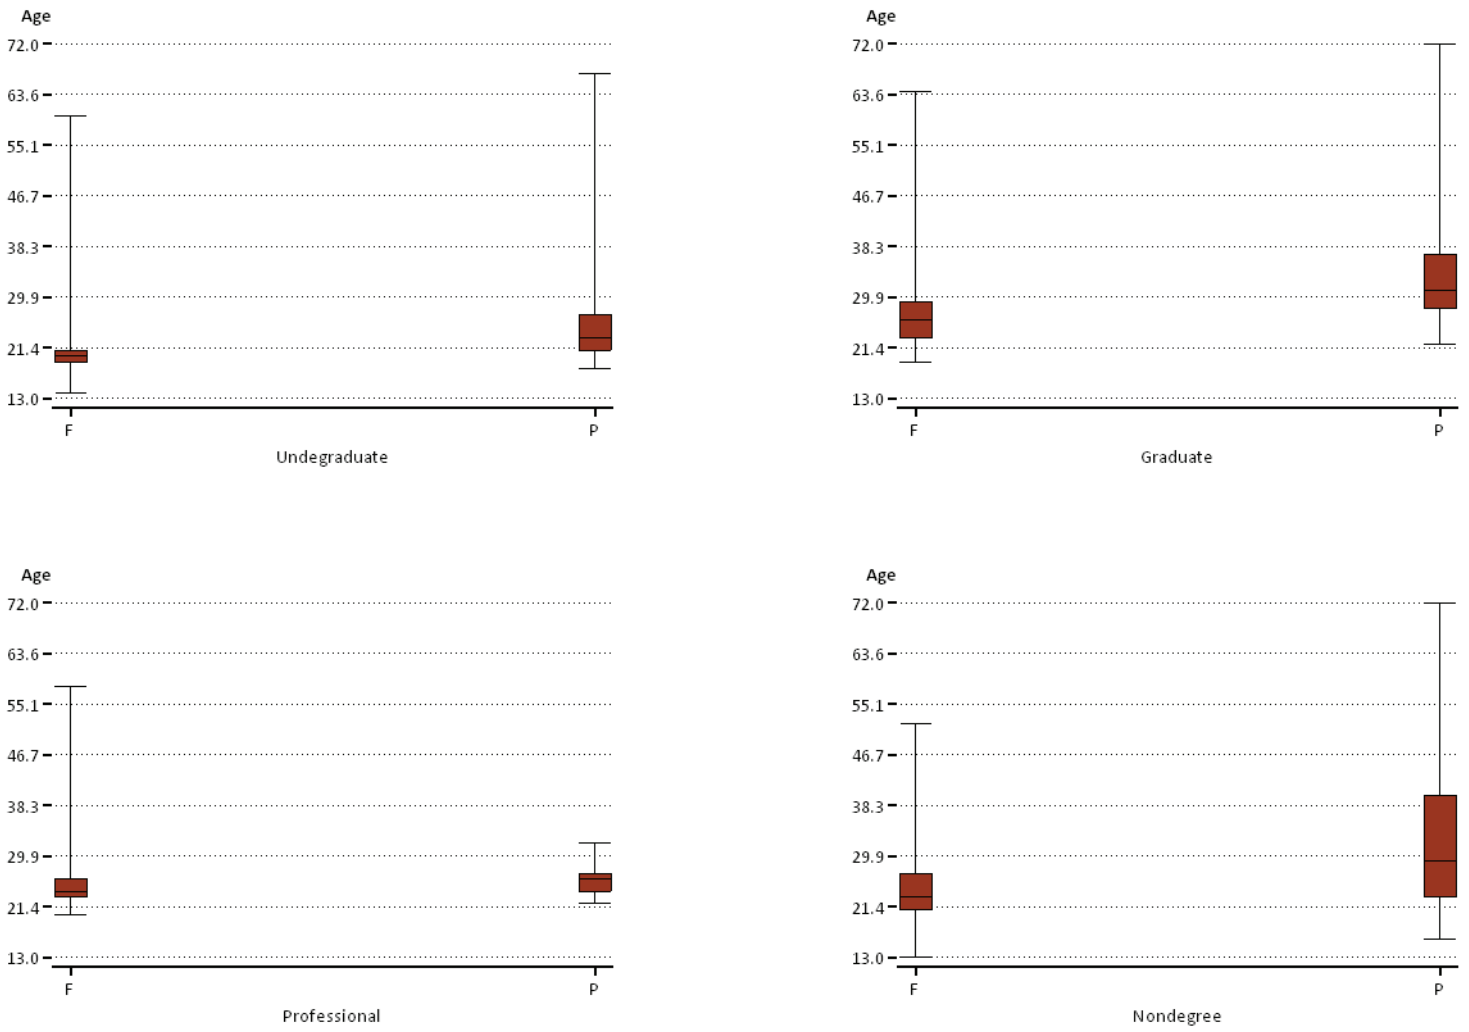 Age
72.0
63.6
55.1
46.7
38.3
29.9
21.4
13.0
F P
Undegraduate
Age
72.0
63.6
55.1
46.7
38.3
29.9
21.4
13.0
F P
Graduate
Age
72.0
63.6
55.1
46.7
38.3
29.9
21.4
13.0
F P
Professional
Age
72.0
63.6
55.1
46.7
38.3
29.9
21.4
13.0
F P
Nondegree